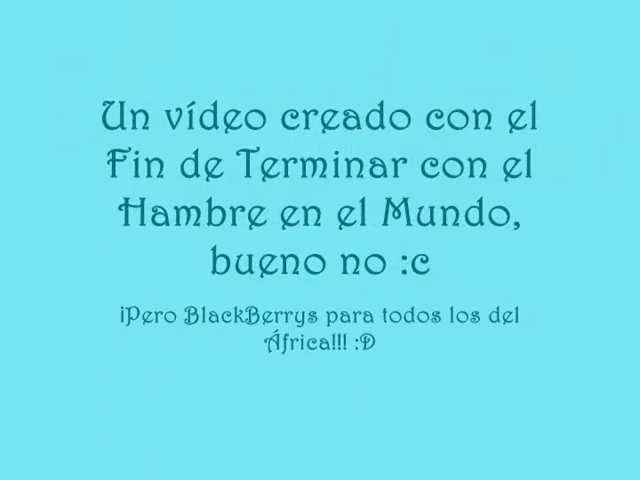 Un vídeo creado con el
Fin de Terminar con el
Hambre en el Mundo,
bueno no :c
¡Pero BlackBerrys para todos los del
África!!! :D